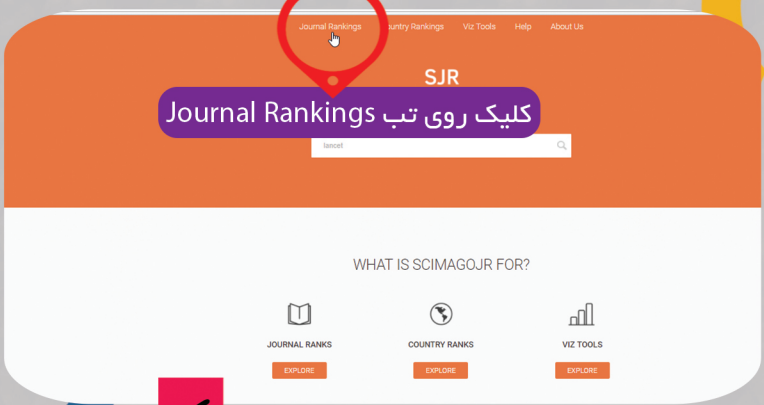 Journal Rankings
untry Rankings
Viz Tools
Help
About Us
SJR
کلیک روی تب Journal Rankings
lancet
WHAT IS SCIMAGOJR FOR?
JOURNAL RANKS
COUNTRY RANKS
VIZ TOOLS
EXPLORE
EXPLORE
EXPLORE